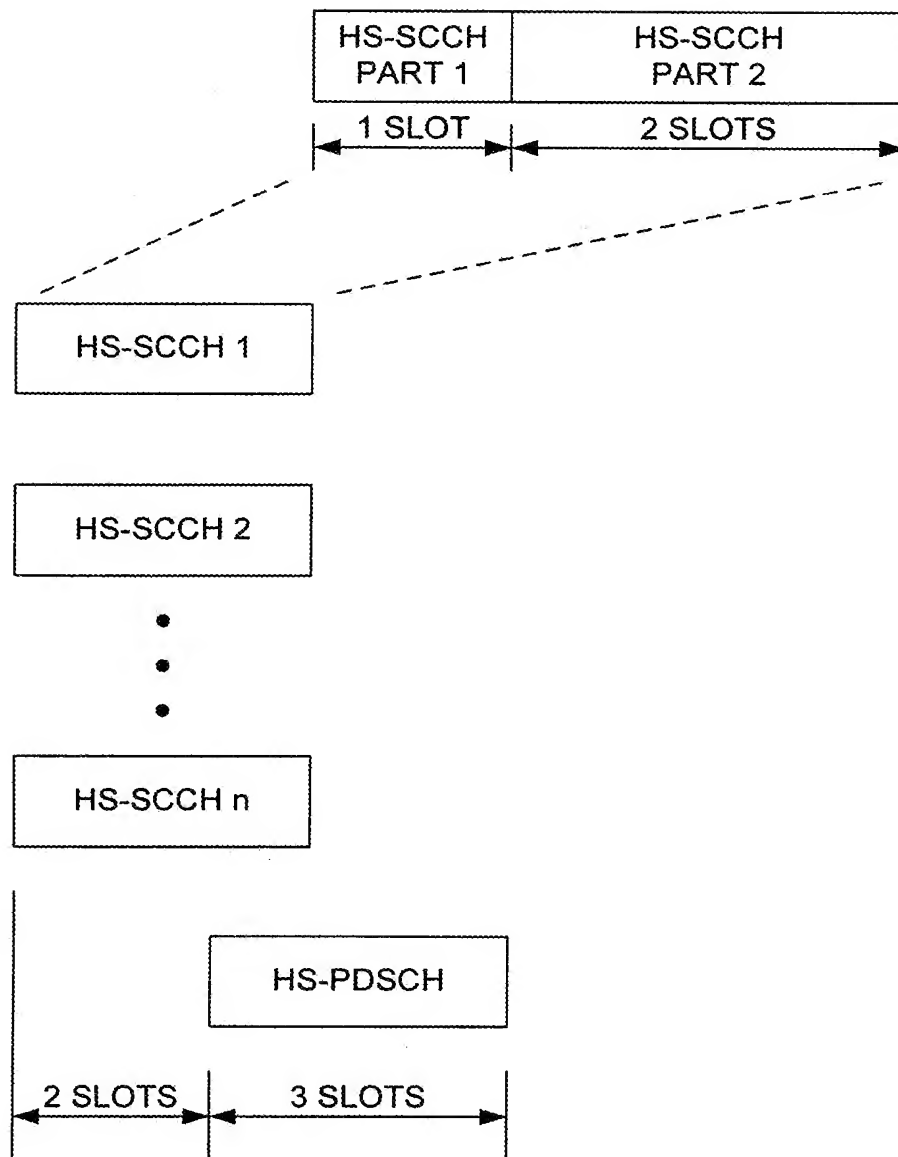 HS-SCCH
PART 1
HS-SCCH
PART 2
1 SLOT
2 SLOTS
HS-SCCH 1
HS-SCCH 2
HS-SCCH n
HS-PDSCH
2 SLOTS
3 SLOTS